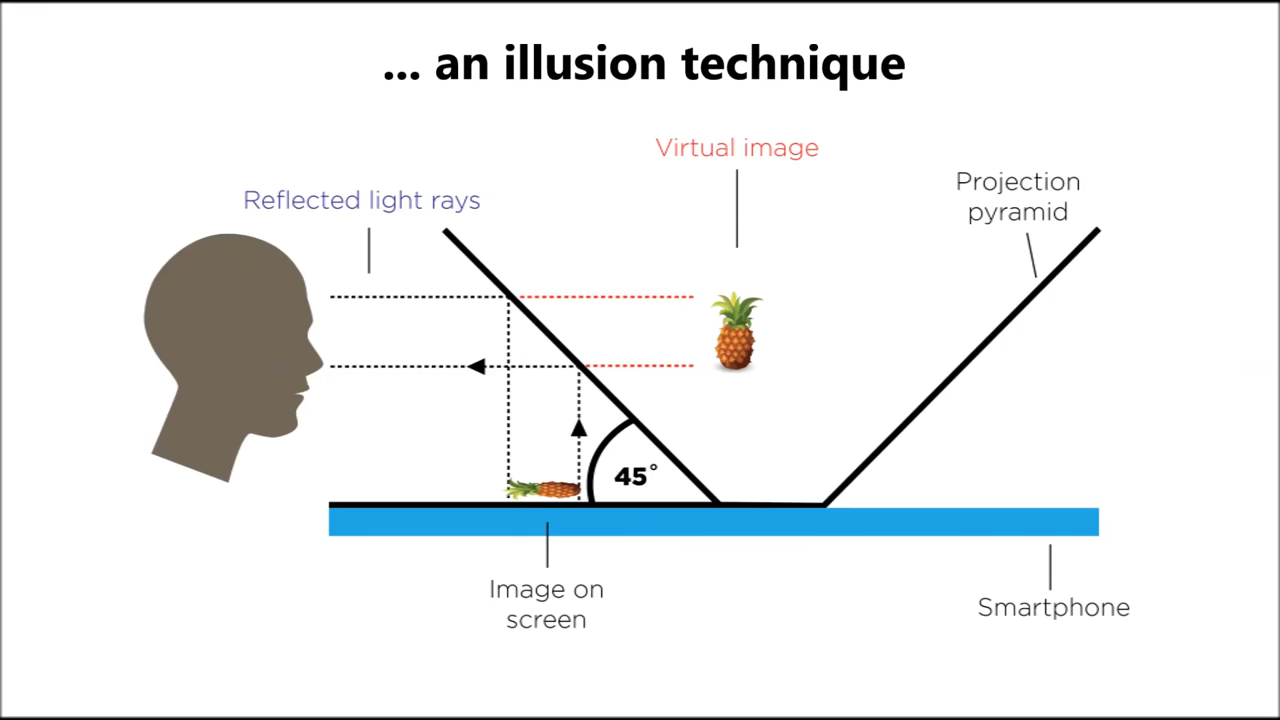 ... an illusion technique
Virtual image
Projection
pyramid
Reflected light rays
45°
Image on
screen
Smartphone